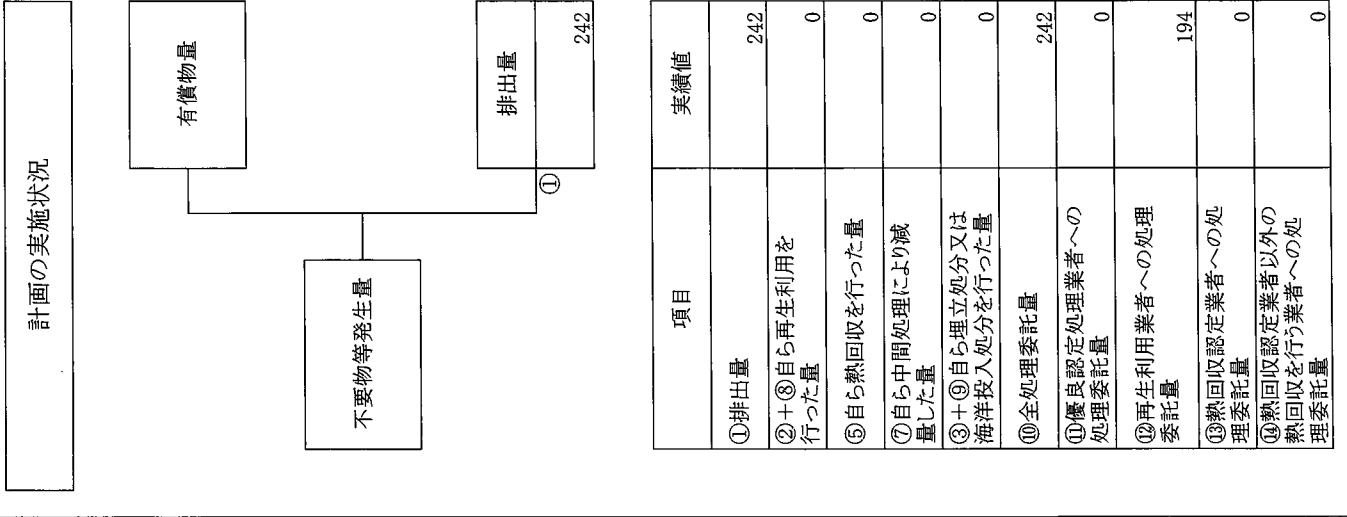 計画の実施状況
有償物量
不要物等発生量
①
排出量
242
項目 実績値
①排出量 242
②+⑧自ら再生利用を
行った量 0
⑤自ら熱回収を行った量 0
⑦自ら中間処理により減
量した量 0
③+⑨自ら埋立処分又は
海洋投入処分を行った量 0
⑩全処理委託量 242
⑪優良認定処理業者への
処理委託量 0
⑫再生利用業者への処理
委託量 194
⑬熱回収認定業者への処
理委託量 0
⑭熱回収認定業者以外の
熱回収を行う業者への処
理委託量 0